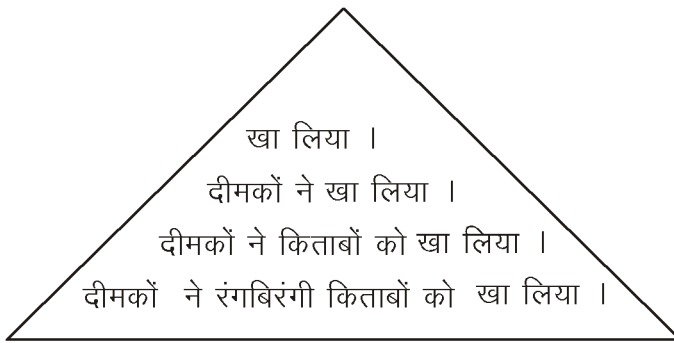 खा लिया ।
दीमकों ने खा लिया ।
दीमकों ने किताबों को खा लिया ।
दीमकों ने रंगबिरंगी किताबों को खा लिया ।